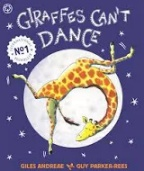 GIRAFFES CAN'T
DANCE
Nº1
GILES ANDREAE
GUY PARKER-REES